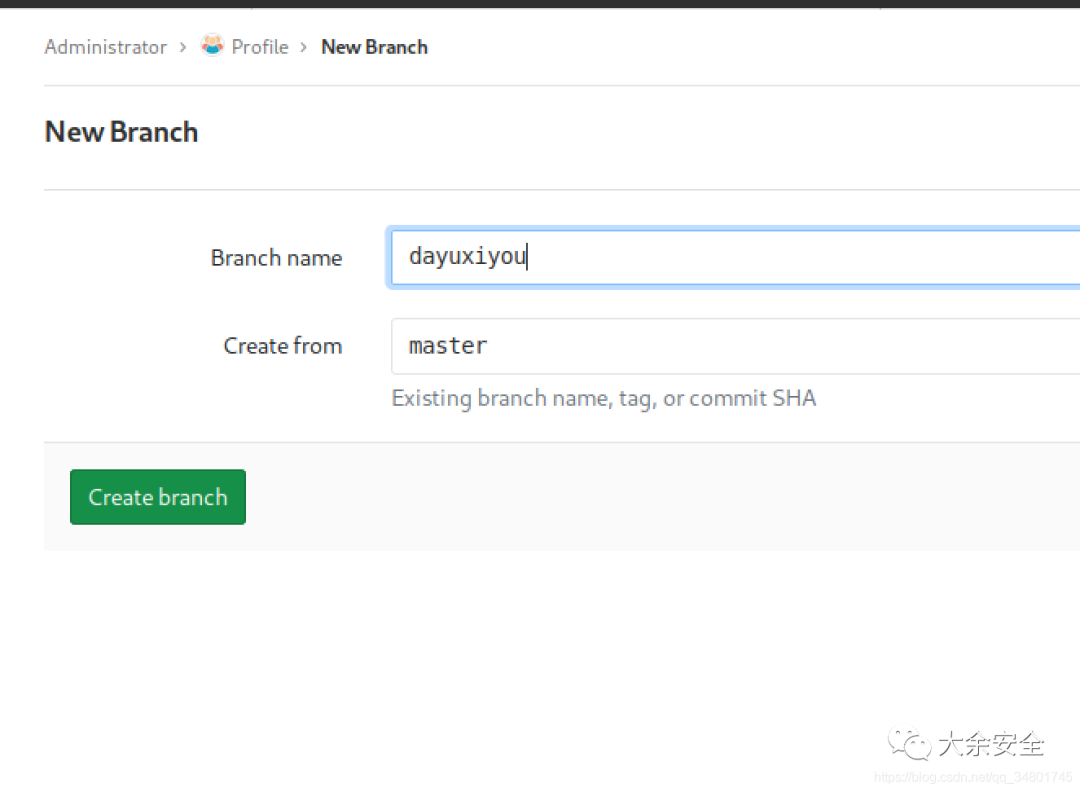 Administrator > Profile > New Branch
New Branch
Branch name dayuxiyou
Create from master
Existing branch name, tag, or commit SHA
Create branch
大余安全
https://blog.csdn.net/qq_34801745